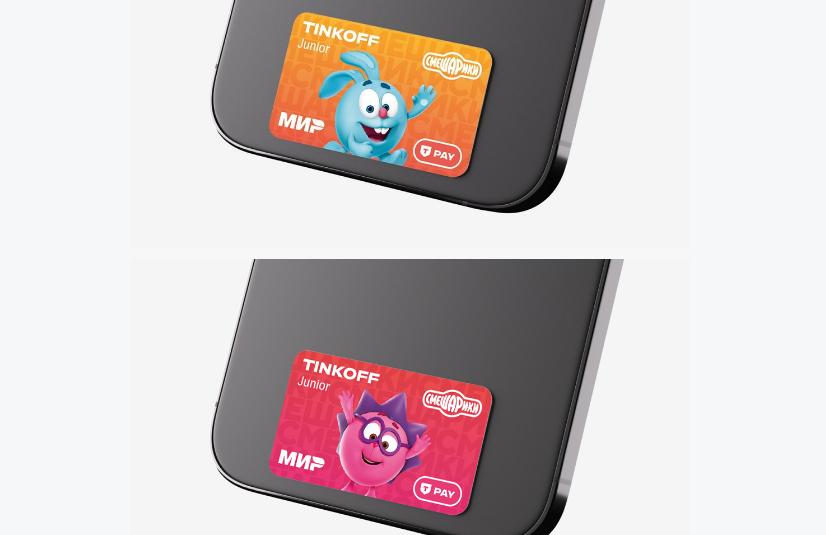 TINKOFF
Junior
СМЕШАРИКИ
МИР
T PAY
TINKOFF
Junior
СМЕШАРИКИ
МИР
T PAY